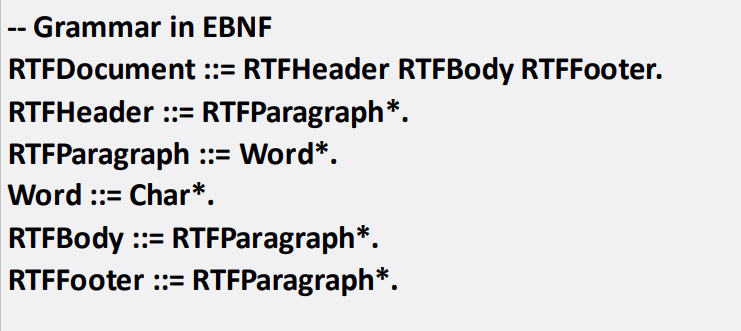 -- Grammar in EBNF
RTFDocument ::= RTFHeader RTFBody RTFFooter.
RTFHeader ::= RTFParagraph*.
RTFParagraph ::= Word*.
Word ::= Char*.
RTFBody ::= RTFParagraph*.
RTFFooter ::= RTFParagraph*.